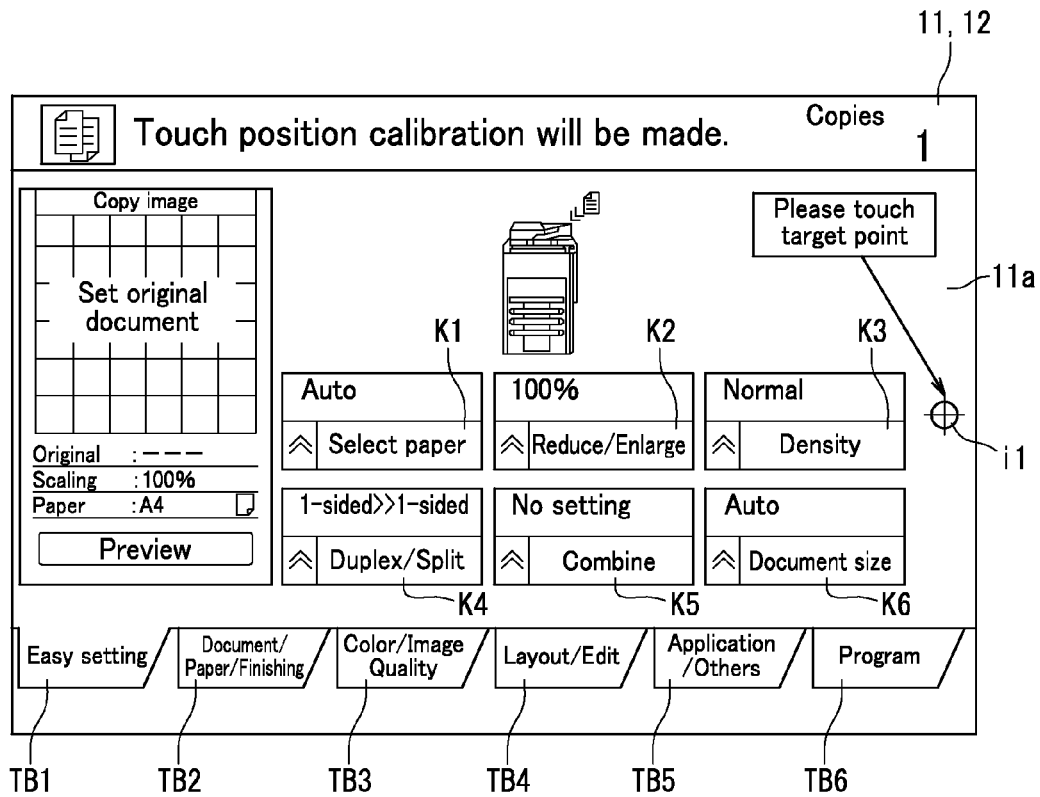 11, 12
Touch position calibration will be made.
Copies
1
Copy image
Set original
document
Original : ---
Scaling :100%
Paper :A4
Preview
Please touch
target point
11a
K1
K2
K3
Auto
Select paper
100%
Reduce/Enlarge
Normal
Density
i1
1-sided>>1-sided
Duplex/Split
No setting
Combine
Auto
Document size
K4
K5
K6
Easy setting
Document/
Paper/Finishing
Color/Image
Quality
Layout/Edit
Application
/Others
Program
TB1
TB2
TB3
TB4
TB5
TB6